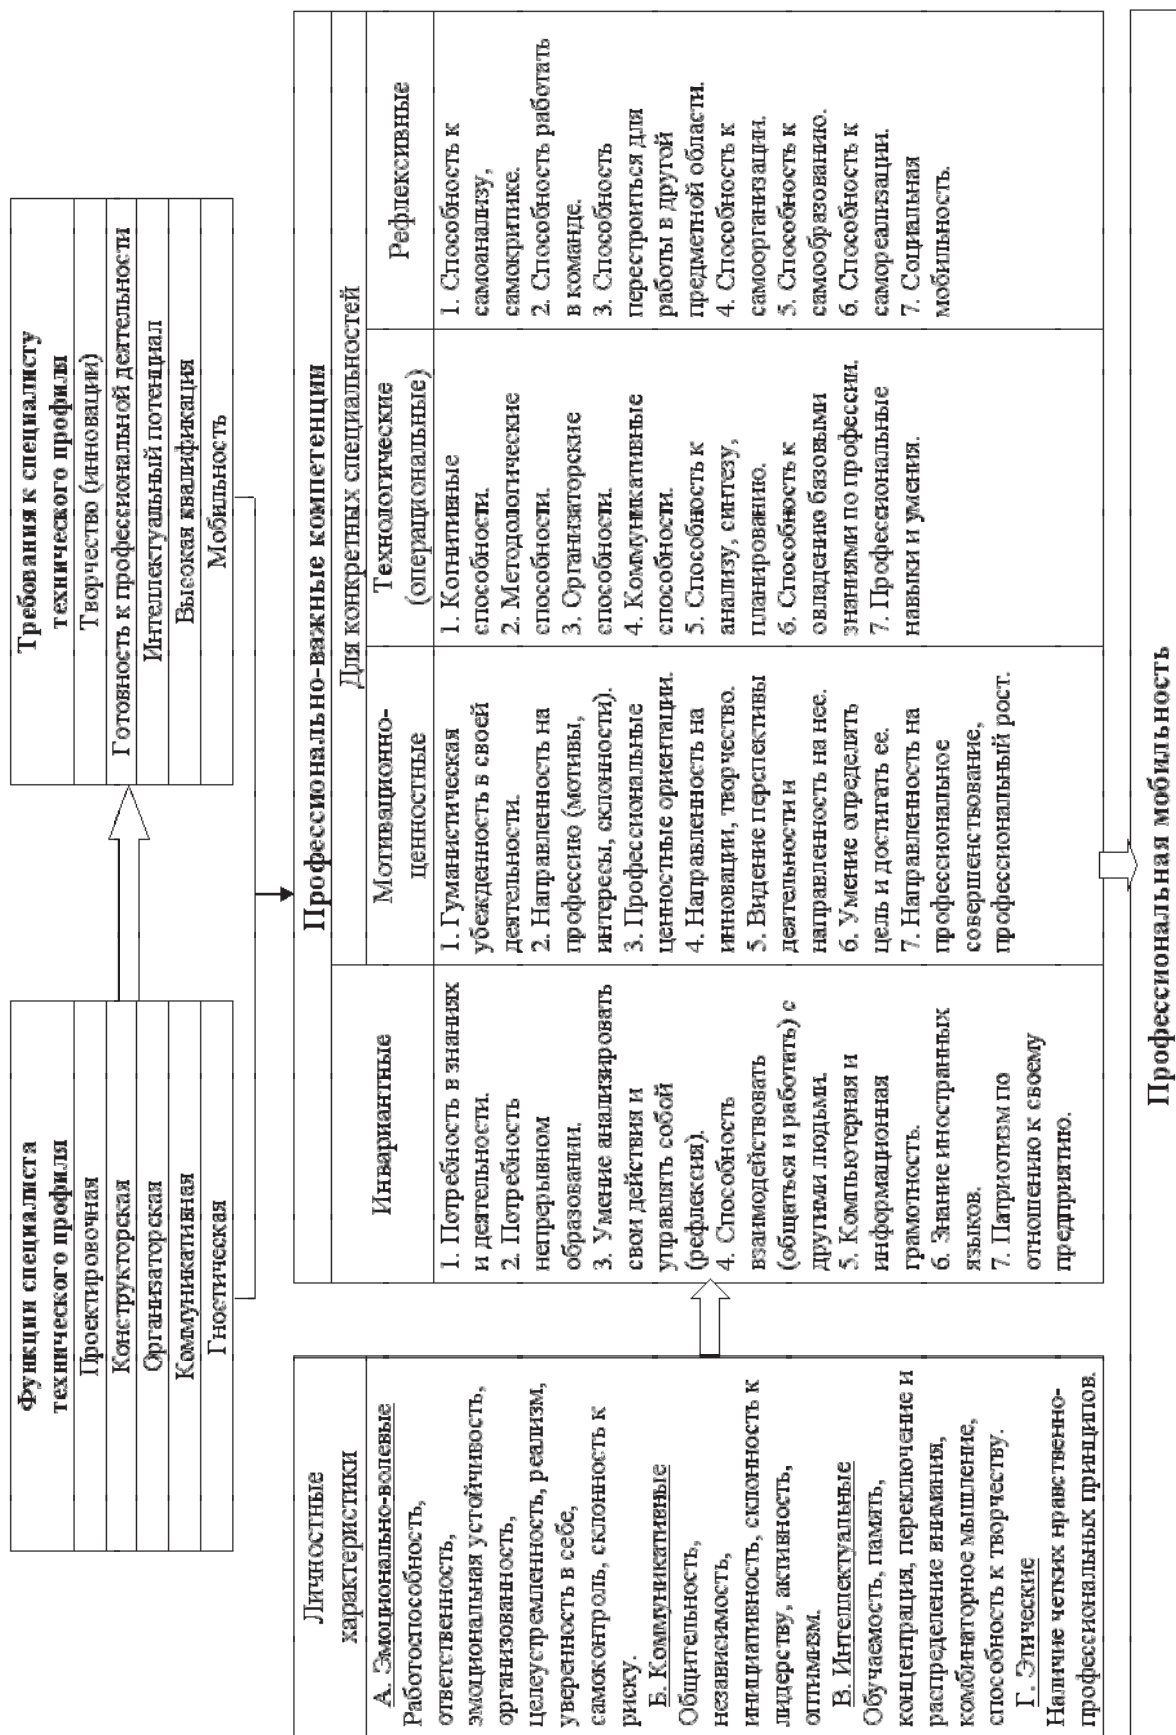 Функции специалиста
технического профиля
Проектировочная
Конструкторская
Организаторская
Коммуникативная
Гностическая
Требования к специалисту
технического профиля
Творчество (инновации)
Готовность к профессиональной деятельности
Интеллектуальный потенциал
Высокая квалификация
Мобильность
Личностные
характеристики
А. Эмоционально-волевые
Работоспособность,
ответственность,
эмоциональная устойчивость,
организованность,
целеустремленность, реализм,
уверенность в себе,
самоконтроль, склонность к
риску.
Б. Коммуникативные
Общительность,
независимость,
инициативность, склонность к
лидерству, активность,
оптимизм.
В. Интеллектуальные
Обучаемость, память,
концентрация, переключение и
распределение внимания,
комбинаторное мышление,
способность к творчеству.
Г. Этические
Наличие четких нравственно-
профессиональных принципов.
Профессионально-важные компетенции
Инвариантные
1. Потребность в знаниях
и деятельности.
2. Потребность
непрерывном
образовании.
3. Умение анализировать
свои действия и
управлять собой
(рефлексия).
4. Способность
взаимодействовать
(общаться и работать) с
другими людьми.
5. Компьютерная и
информационная
грамотность.
6. Знание иностранных
языков.
7. Патриотизм по
отношению к своему
предприятию.
Для конкретных специальностей
Мотивационно-
ценностные
1. Гуманистическая
убежденность в своей
деятельности.
2. Направленность на
профессию (мотивы,
интересы, склонности).
3. Профессиональные
ценностные ориентации.
4. Направленность на
инновации, творчество.
5. Видение перспективы
деятельности и
направленность на нее.
6. Умение определять
цель и достигать ее.
7. Направленность на
профессиональное
совершенствование,
профессиональный рост.
Технологические
(операциональные)
1. Когнитивные
способности.
2. Методологические
способности.
3. Организаторские
способности.
4. Коммуникативные
способности.
5. Способность к
анализу, синтезу,
планированию.
6. Способность к
овладению базовыми
знаниями по профессии.
7. Профессиональные
навыки и умения.
Рефлексивные
1. Способность к
самоанализу,
самокритике.
2. Способность работать
в команде.
3. Способность
перестроиться для
работы в другой
предметной области.
4. Способность к
самоорганизации.
5. Способность к
самообразованию.
6. Способность к
самореализации.
7. Социальная
мобильность.
Профессиональная мобильность